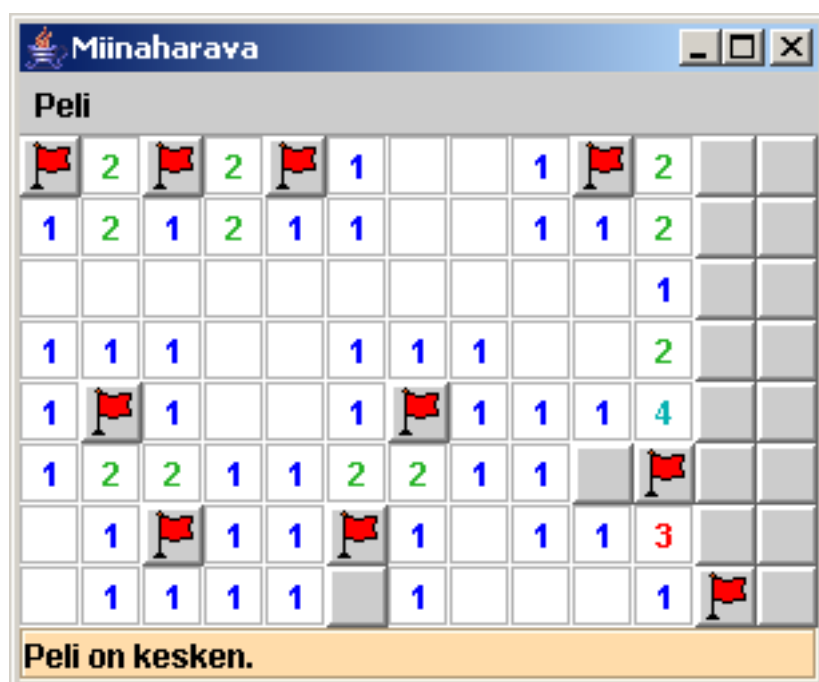 Miinaharava
Peli
2 2 1 1 2
1 2 1 2 1 1 1 1 2
1
1 1 1 1 1 1 2
1 1 1 1 1 1 4
1 2 2 1 1 2 2 1 1
1 1 1 1 1 1 3
1 1 1 1 1 1
Peli on kesken.